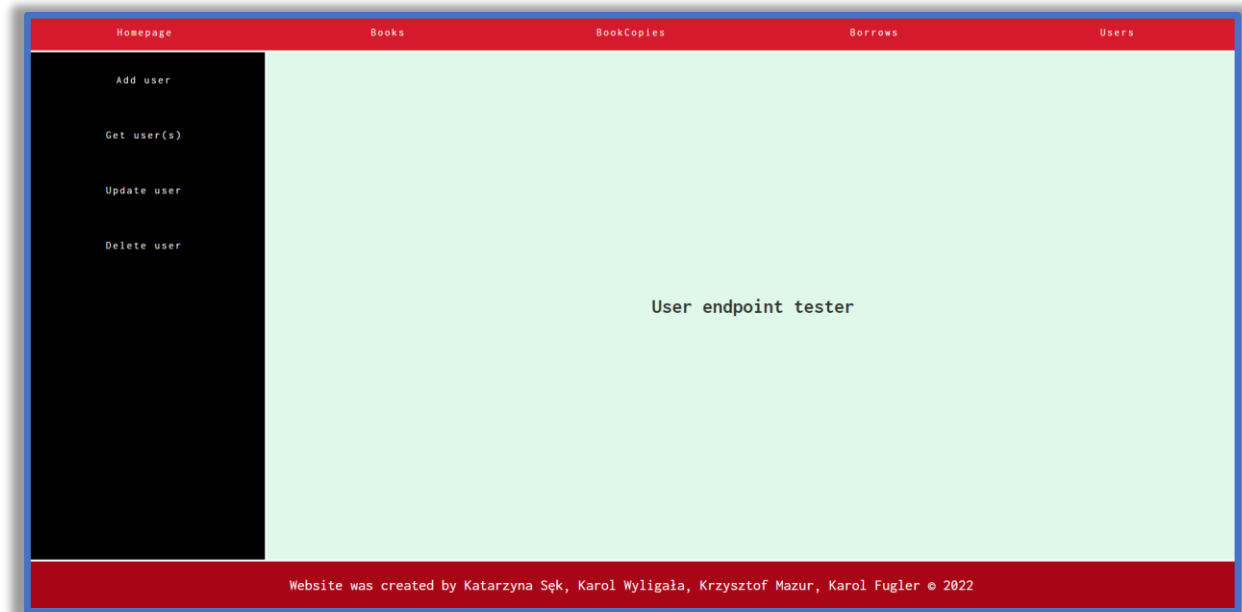 Homepage Books BookCopies Borrows Users
Add user
Get user(s)
Update user
Delete user
User endpoint tester
Website was created by Katarzyna Sęk, Karol Wyligała, Krzysztof Mazur, Karol Fugler © 2022